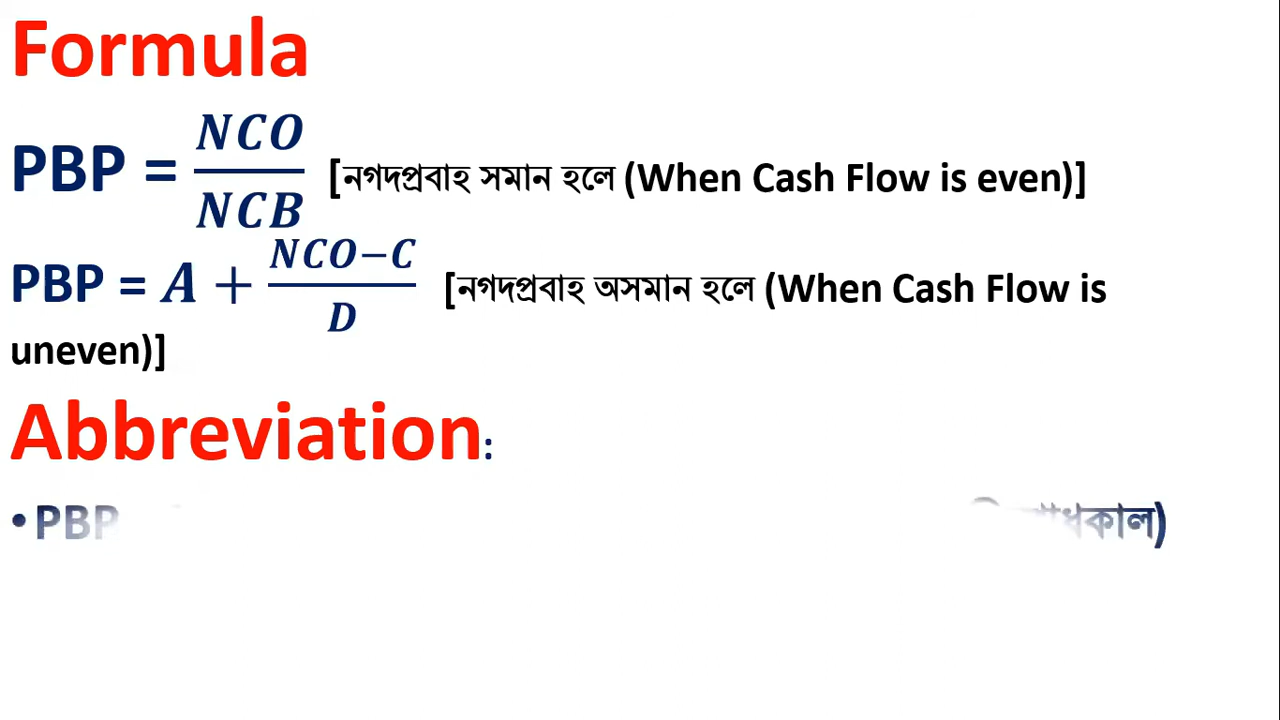 Formula
PBP = NCO/NCB [নগদপ্রবাহ সমান হলে (When Cash Flow is even)]
PBP = A + NCO−C/D [নগদপ্রবাহ অসমান হলে (When Cash Flow is
uneven)]
Abbreviation:
•PBP